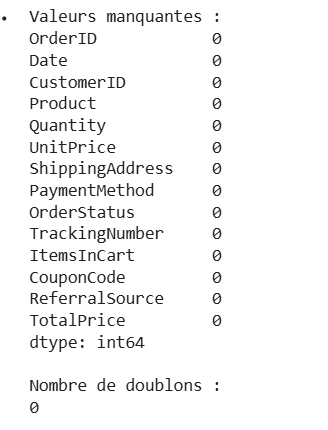 • Valeurs manquantes :
OrderID 0
Date 0
CustomerID 0
Product 0
Quantity 0
UnitPrice 0
ShippingAddress 0
PaymentMethod 0
OrderStatus 0
TrackingNumber 0
ItemsInCart 0
CouponCode 0
ReferralSource 0
TotalPrice 0
dtype: int64
Nombre de doublons :
0